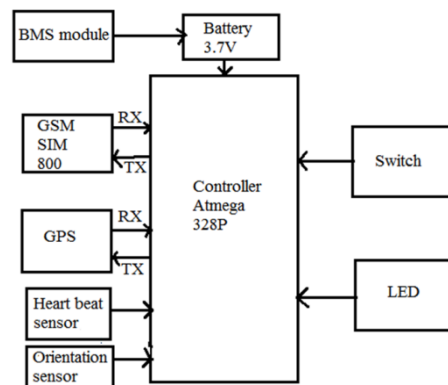 BMS module
Battery
3.7V
GSM
SIM
800
RX
TX
Controller
Atmega
328P
Switch
GPS
RX
TX
Heart beat
sensor
LED
Orientation
sensor